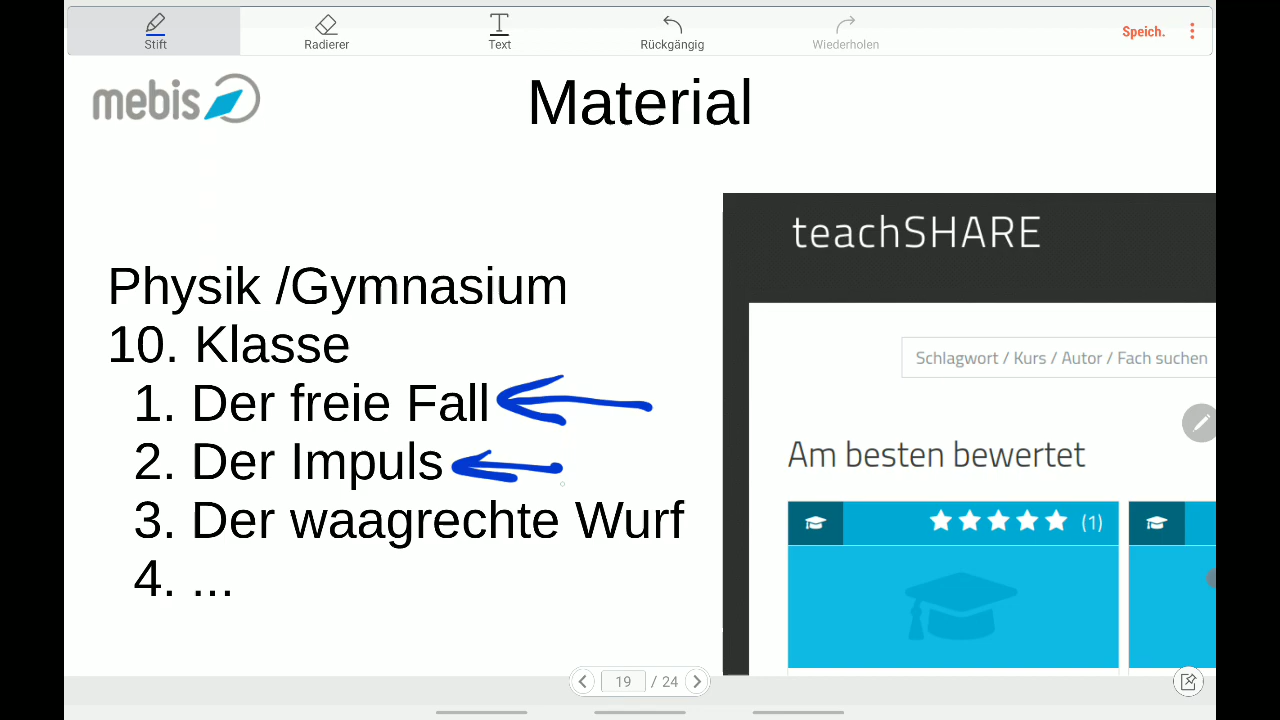 Stift
Radierer
Text
Rückgängig
Wiederholen
Speich.
mebis
Material
Physik /Gymnasium
10. Klasse
1. Der freie Fall
2. Der Impuls
3. Der waagrechte Wurf
4. ...
teachSHARE
Schlagwort / Kurs / Autor / Fach suchen
Am besten bewertet
(1)
19 / 24